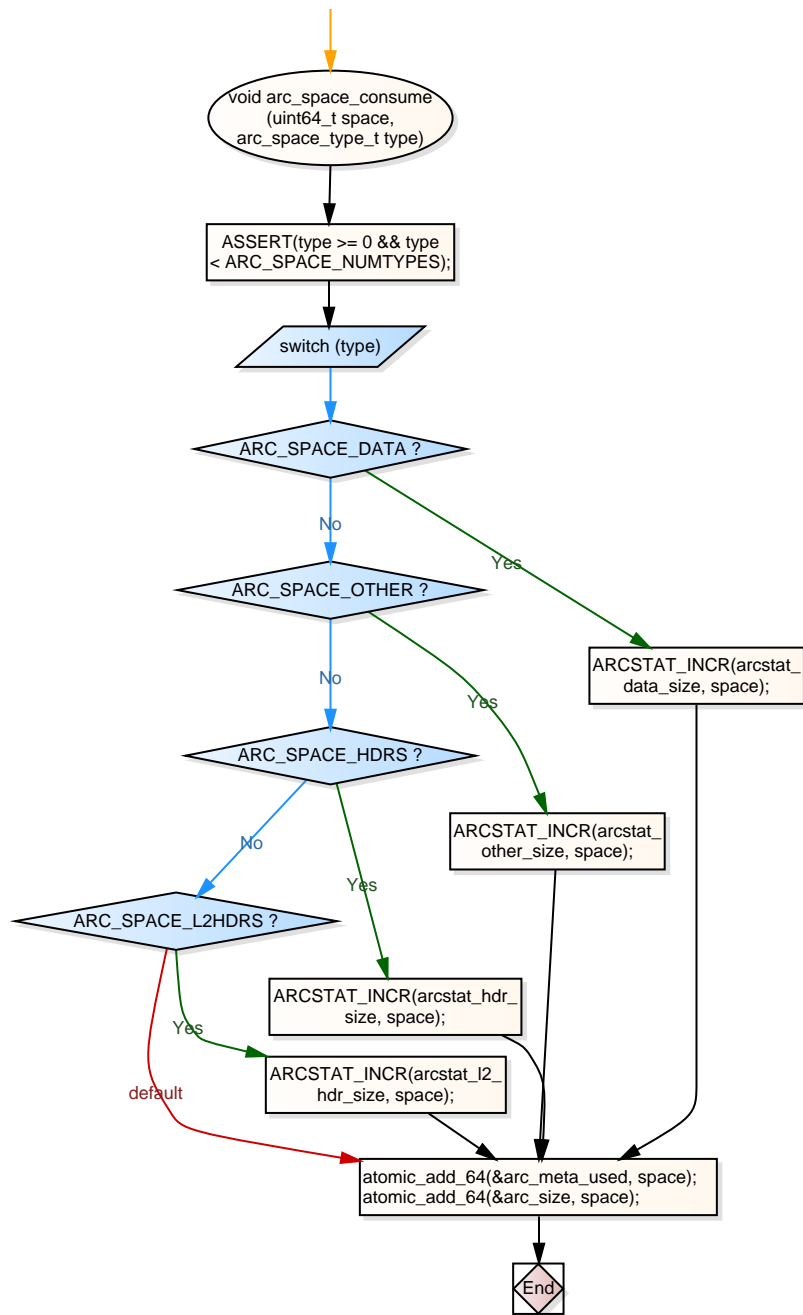 void arc_space_consume
(uint64_t space,
arc_space_type_t type)
ASSERT(type >= 0 && type
< ARC_SPACE_NUMTYPES);
switch (type)
ARC_SPACE_DATA ?
No
Yes
ARC_SPACE_OTHER ?
ARCSTAT_INCR(arcstat_
data_size, space);
No
Yes
ARC_SPACE_HDRS ?
ARCSTAT_INCR(arcstat_
other_size, space);
No
Yes
ARC_SPACE_L2HDRS ?
ARCSTAT_INCR(arcstat_hdr_
size, space);
Yes
ARCSTAT_INCR(arcstat_l2_
hdr_size, space);
default
atomic_add_64(&arc_meta_used, space);
atomic_add_64(&arc_size, space);
End